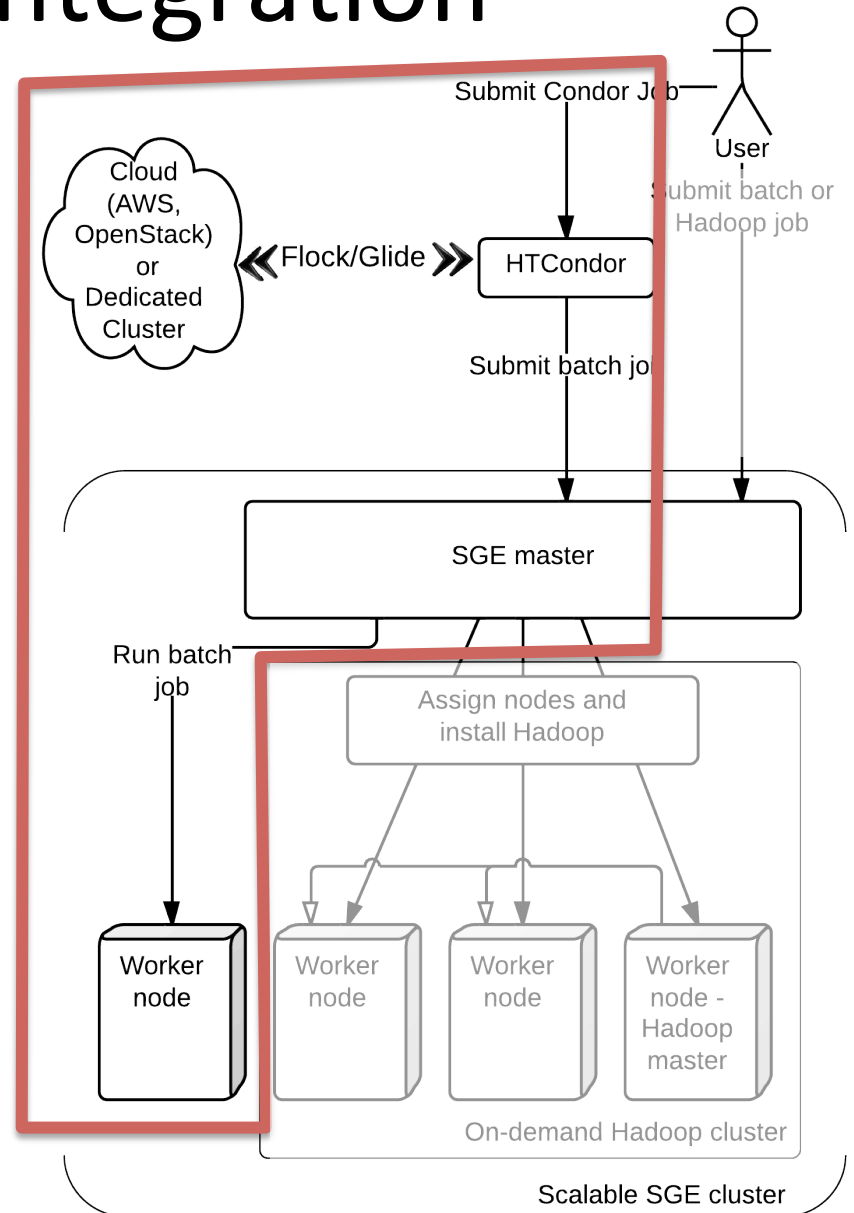 ntegration
Submit Condor Job
User
Submit batch or
Hadoop job
Cloud
(AWS,
OpenStack)
or
Dedicated
Cluster
Flock/Glide
HTCondor
Submit batch job
SGE master
Run batch
job
Assign nodes and
install Hadoop
Worker
node
Worker
node
Worker
node
Worker
node -
Hadoop
master
On-demand Hadoop cluster
Scalable SGE cluster